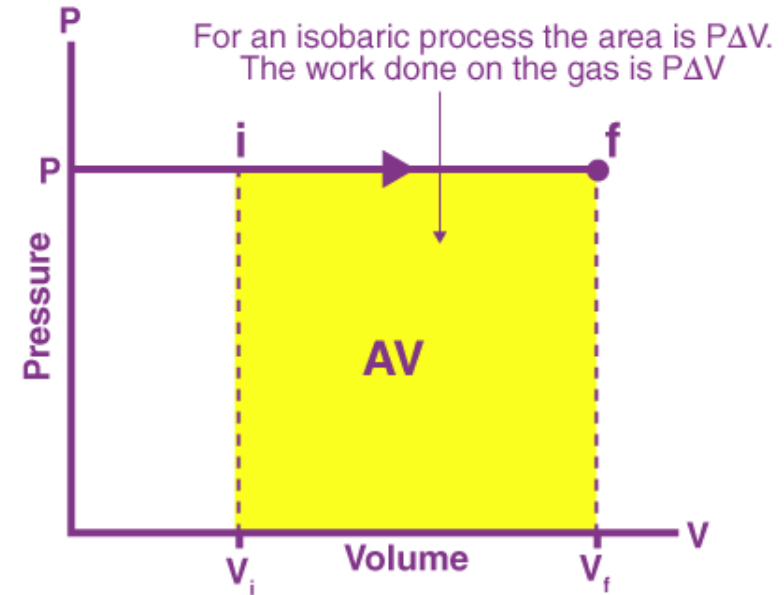 P
For an isobaric process the area is PΔV.
The work done on the gas is PΔV
i
f
P
Pressure
AV
V
Volume
Vi
Vf